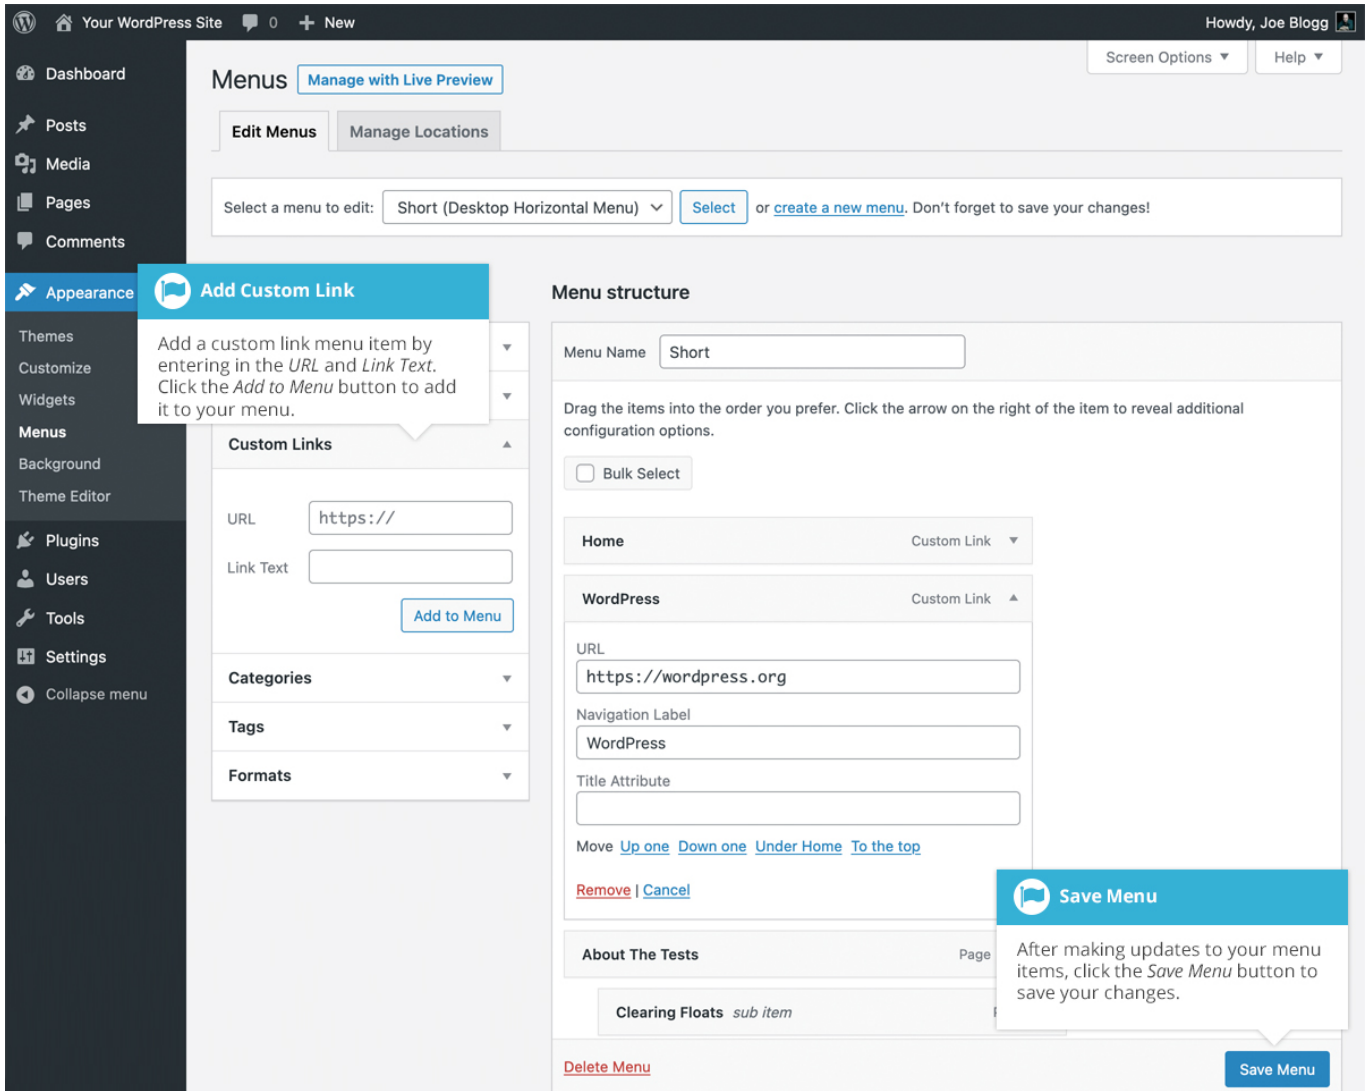 Your WordPress Site 0 + New Howdy, Joe Blogg
Screen Options ▼ Help ▼
Dashboard
Posts
Media
Pages
Comments
Appearance
Themes
Customize
Widgets
Menus
Background
Theme Editor
Plugins
Users
Tools
Settings
Collapse menu
Menus Manage with Live Preview
Edit Menus Manage Locations
Select a menu to edit: Short (Desktop Horizontal Menu) Select or create a new menu. Don't forget to save your changes!
Add Custom Link
Add a custom link menu item by
entering in the URL and Link Text.
Click the Add to Menu button to add
it to your menu.
Custom Links
URL https://
Link Text
Add to Menu
Categories
Tags
Formats
Menu structure
Menu Name Short
Drag the items into the order you prefer. Click the arrow on the right of the item to reveal additional
configuration options.
Bulk Select
Home Custom Link
WordPress Custom Link
URL
https://wordpress.org
Navigation Label
WordPress
Title Attribute
Move Up one Down one Under Home To the top
Remove | Cancel
About The Tests Page
Clearing Floats sub item
Save Menu
After making updates to your menu
items, click the Save Menu button to
save your changes.
Delete Menu Save Menu